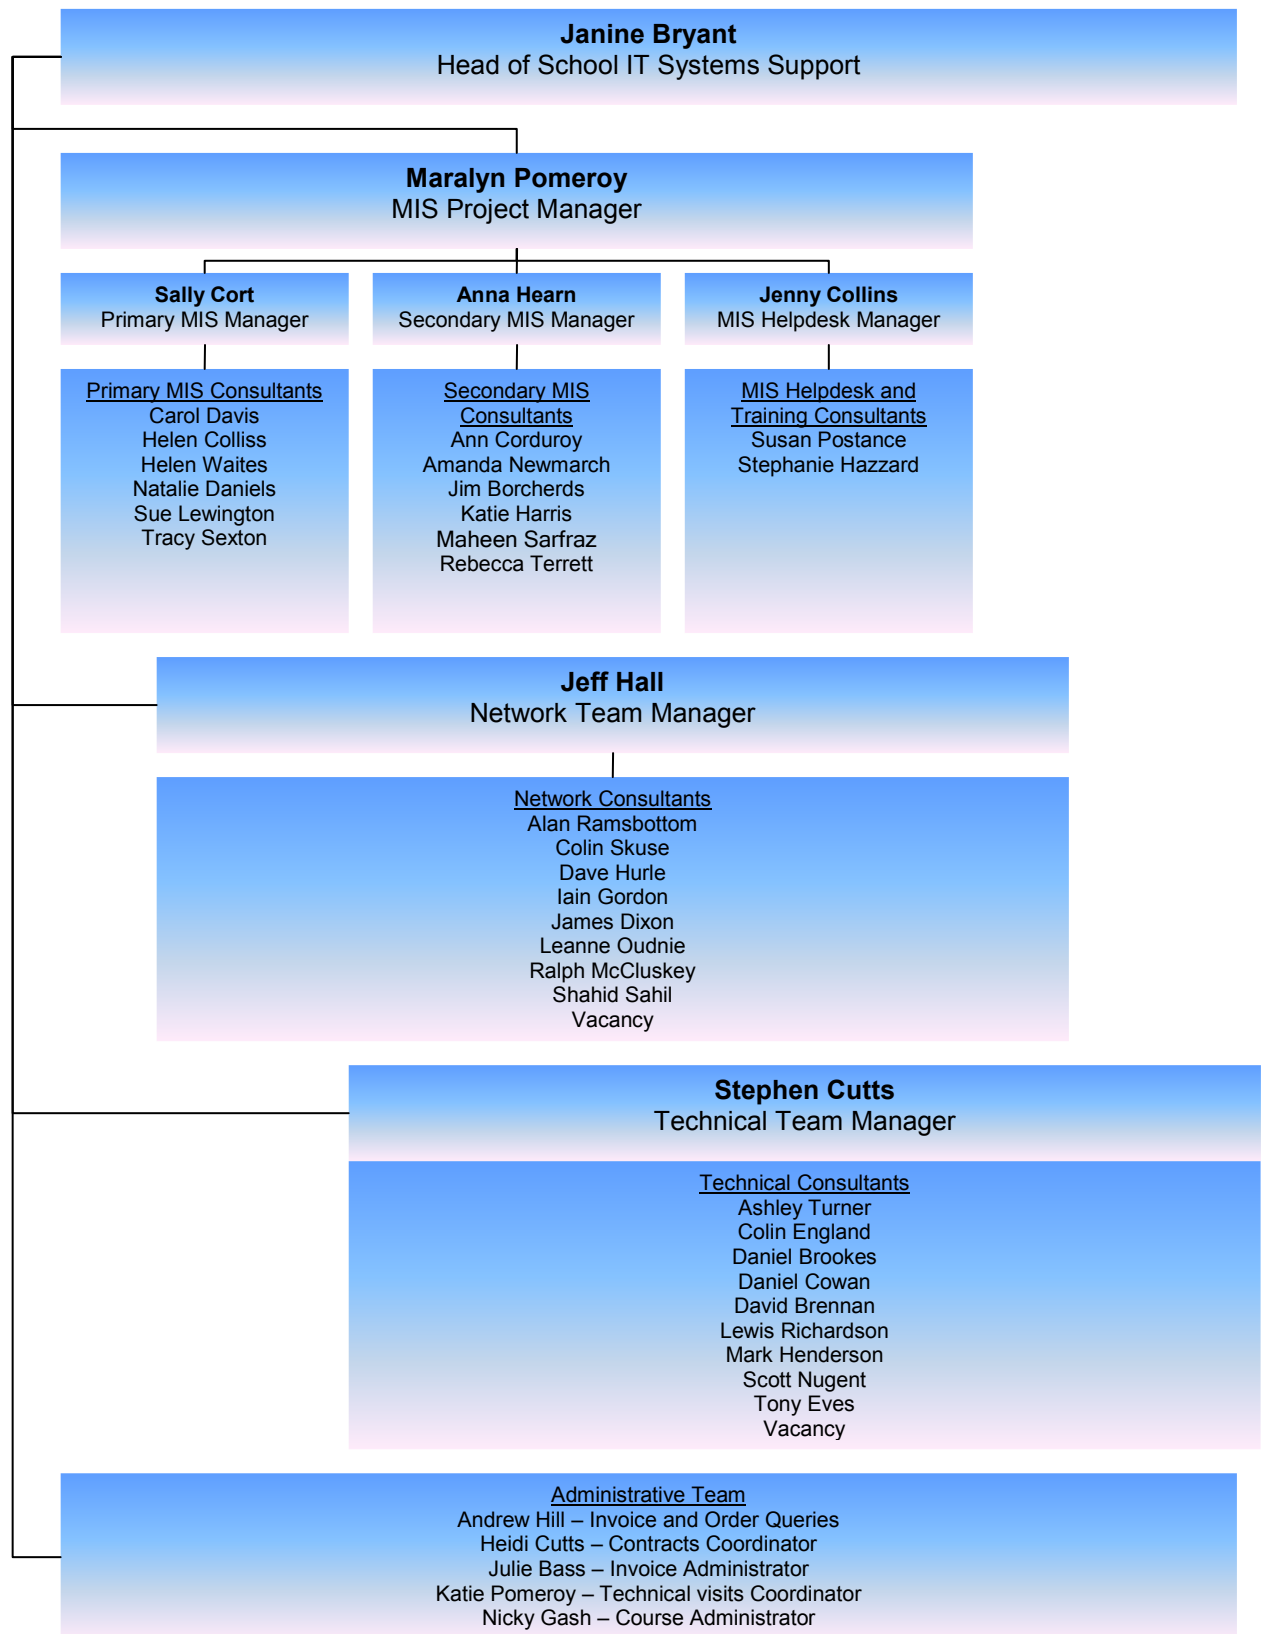 Janine Bryant
Head of School IT Systems Support
Maralyn Pomeroy
MIS Project Manager
Sally Cort
Primary MIS Manager
Anna Hearn
Secondary MIS Manager
Jenny Collins
MIS Helpdesk Manager
Primary MIS Consultants
Carol Davis
Helen Colliss
Helen Waites
Natalie Daniels
Sue Lewington
Tracy Sexton
Secondary MIS
Consultants
Ann Corduroy
Amanda Newmarch
Jim Borcherds
Katie Harris
Maheen Sarfraz
Rebecca Terrett
MIS Helpdesk and
Training Consultants
Susan Postance
Stephanie Hazzard
Jeff Hall
Network Team Manager
Network Consultants
Alan Ramsbottom
Colin Skuse
Dave Hurle
Iain Gordon
James Dixon
Leanne Oudnie
Ralph McCluskey
Shahid Sahil
Vacancy
Stephen Cutts
Technical Team Manager
Technical Consultants
Ashley Turner
Colin England
Daniel Brookes
Daniel Cowan
David Brennan
Lewis Richardson
Mark Henderson
Scott Nugent
Tony Eves
Vacancy
Administrative Team
Andrew Hill – Invoice and Order Queries
Heidi Cutts – Contracts Coordinator
Julie Bass – Invoice Administrator
Katie Pomeroy – Technical visits Coordinator
Nicky Gash – Course Administrator